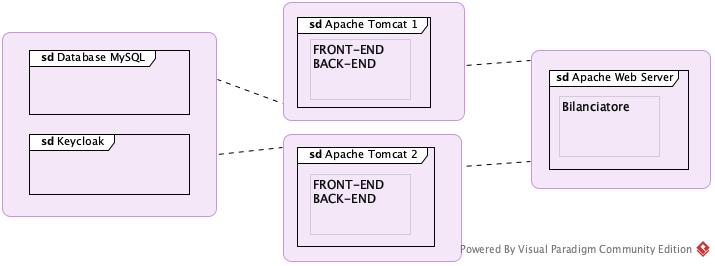 sd Database MySQL
sd Keycloak
sd Apache Tomcat 1
FRONT-END
BACK-END
sd Apache Tomcat 2
FRONT-END
BACK-END
sd Apache Web Server
Bilanciatore
Powered By Visual Paradigm Community Edition